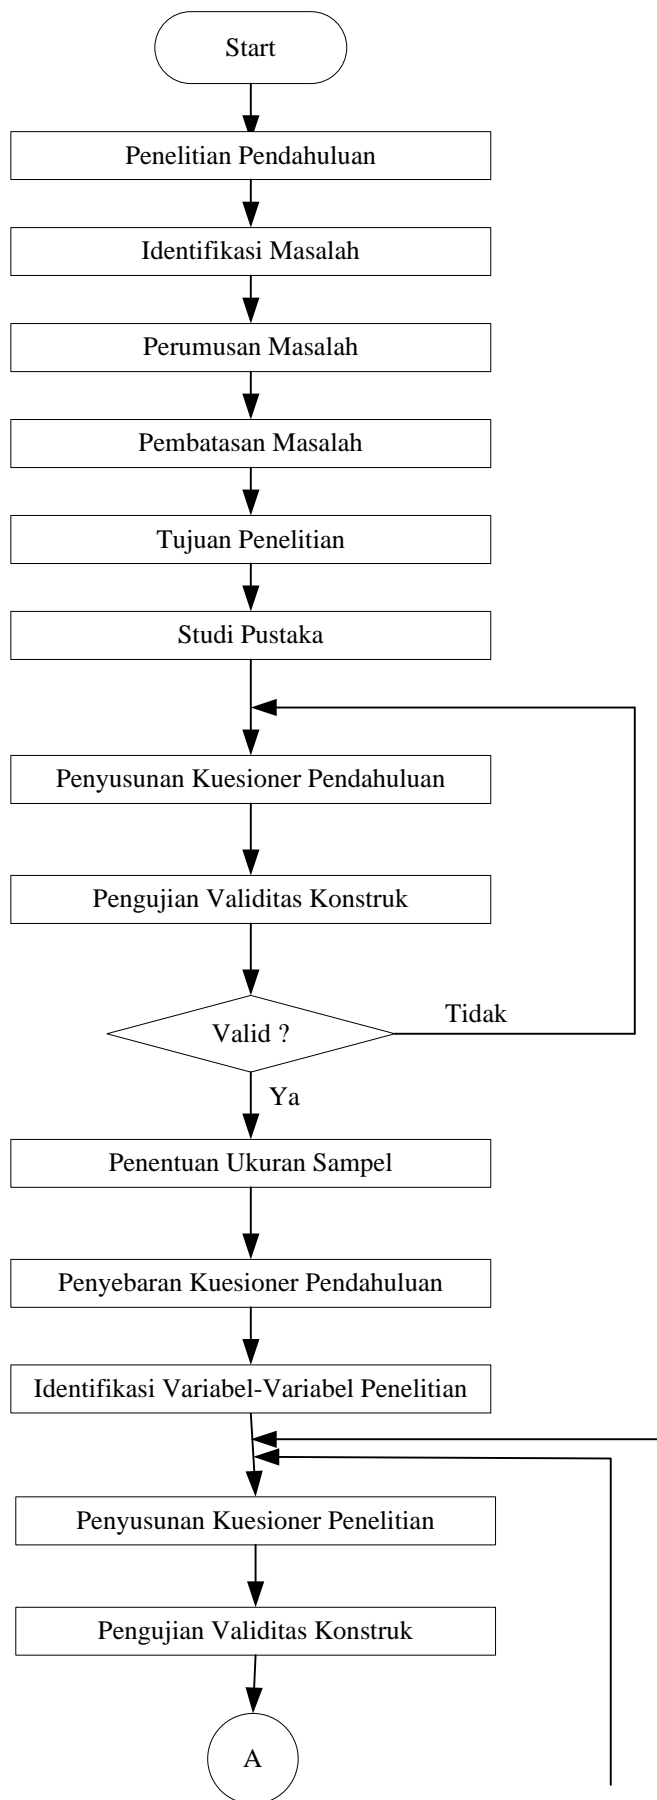 Start
Penelitian Pendahuluan
Identifikasi Masalah
Perumusan Masalah
Pembatasan Masalah
Tujuan Penelitian
Studi Pustaka
Penyusunan Kuesioner Pendahuluan
Pengujian Validitas Konstruk
Valid ?
Tidak
Ya
Penentuan Ukuran Sampel
Penyebaran Kuesioner Pendahuluan
Identifikasi Variabel-Variabel Penelitian
Penyusunan Kuesioner Penelitian
Pengujian Validitas Konstruk
A